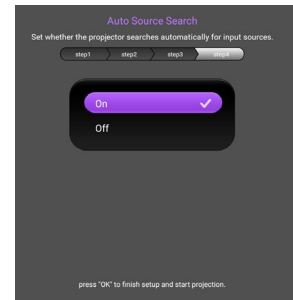 Auto Source Search
Set whether the propjector searches automatically for input sources.
step1 step2 step3 step4
On
Off
press "OK" to finish setup and start projection.